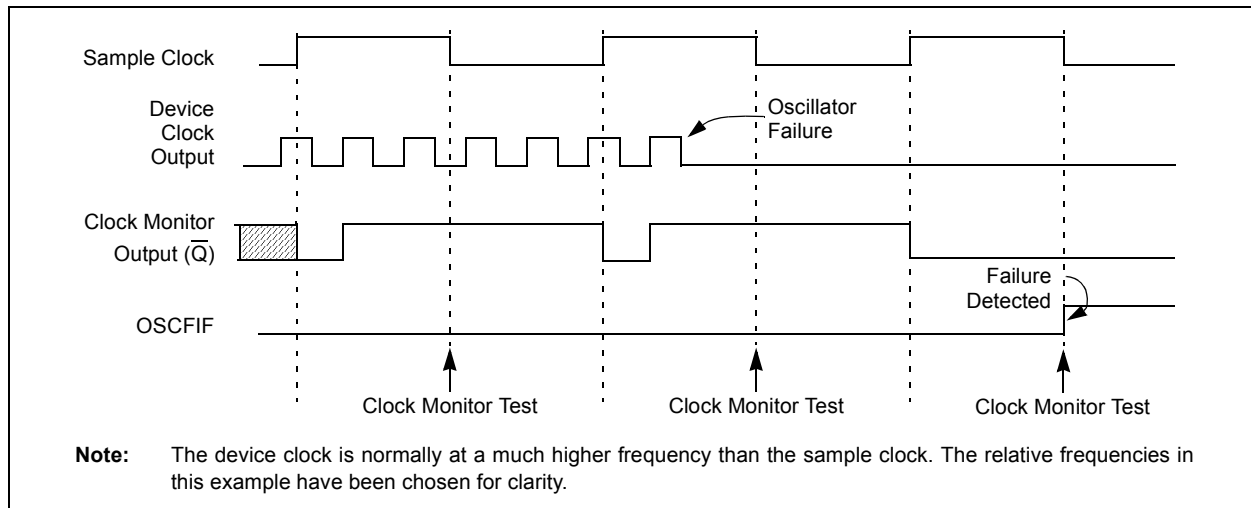 Sample Clock
Device
Clock
Output
Oscillator
Failure
Clock Monitor
Output (Q̅)
Failure
Detected
OSCFIF
Clock Monitor Test
Clock Monitor Test
Clock Monitor Test
Note: The device clock is normally at a much higher frequency than the sample clock. The relative frequencies in
this example have been chosen for clarity.